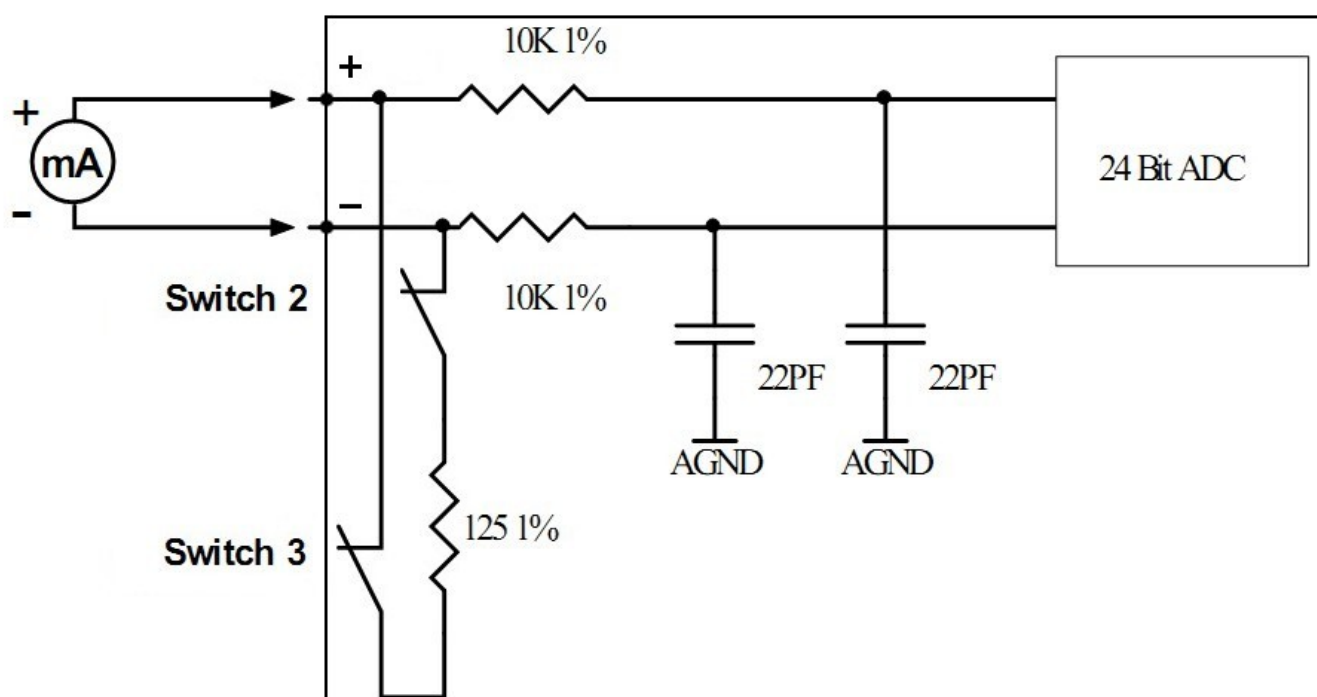 10K 1%
+
+
mA
-
−
24 Bit ADC
Switch 2
10K 1%
22PF
22PF
AGND
AGND
125 1%
Switch 3